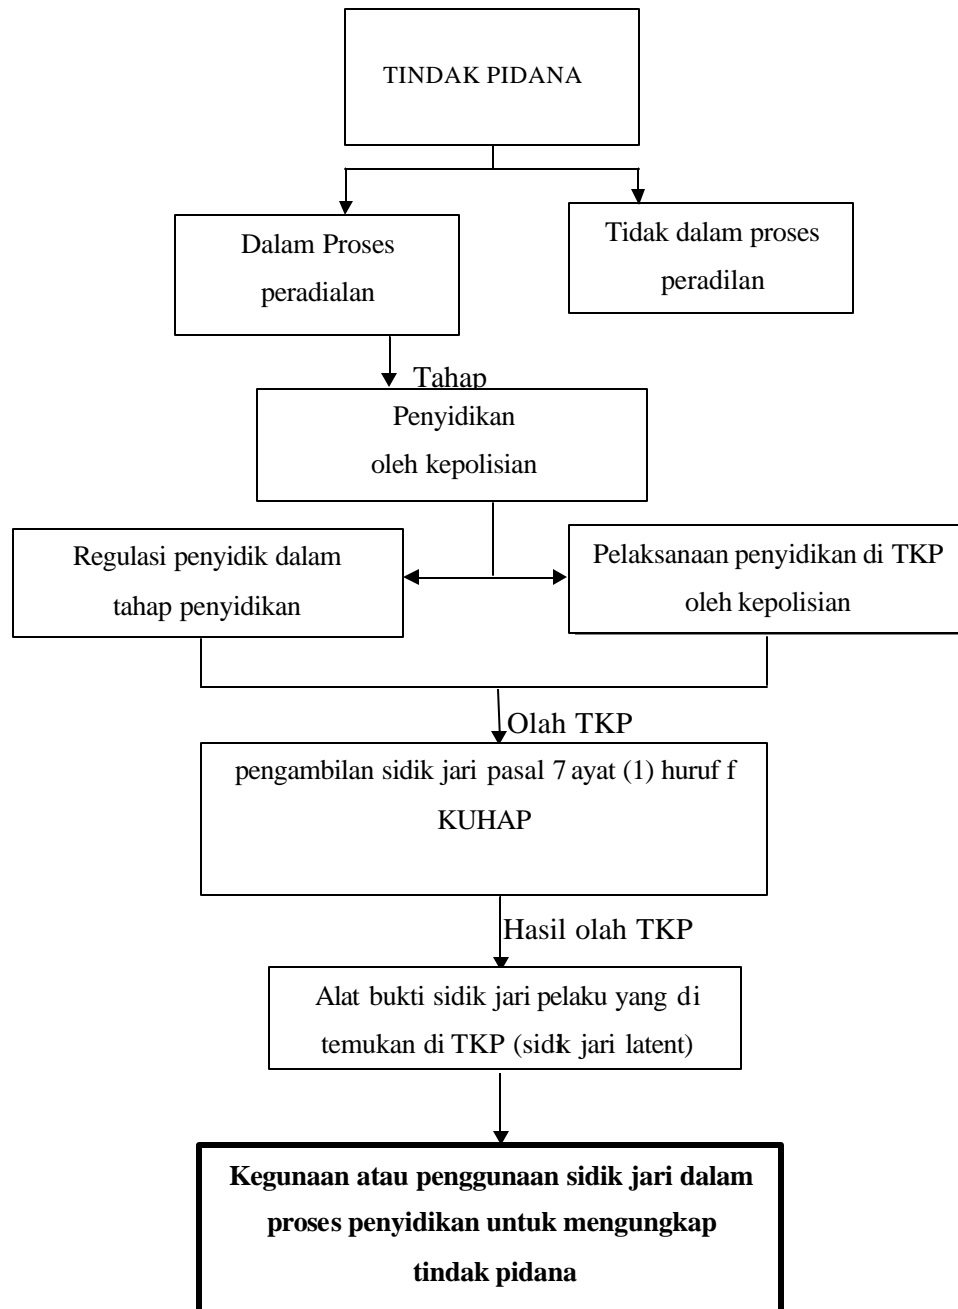 TINDAK PIDANA
Dalam Proses
peradialan
Tidak dalam proses
peradilan
Tahap
Penyidikan
oleh kepolisian
Regulasi penyidik dalam
tahap penyidikan
Pelaksanaan penyidikan di TKP
oleh kepolisian
Olah TKP
pengambilan sidik jari pasal 7 ayat (1) huruf f
KUHAP
Hasil olah TKP
Alat bukti sidik jari pelaku yang di
temukan di TKP (sidik jari latent)
Kegunaan atau penggunaan sidik jari dalam
proses penyidikan untuk mengungkap
tindak pidana